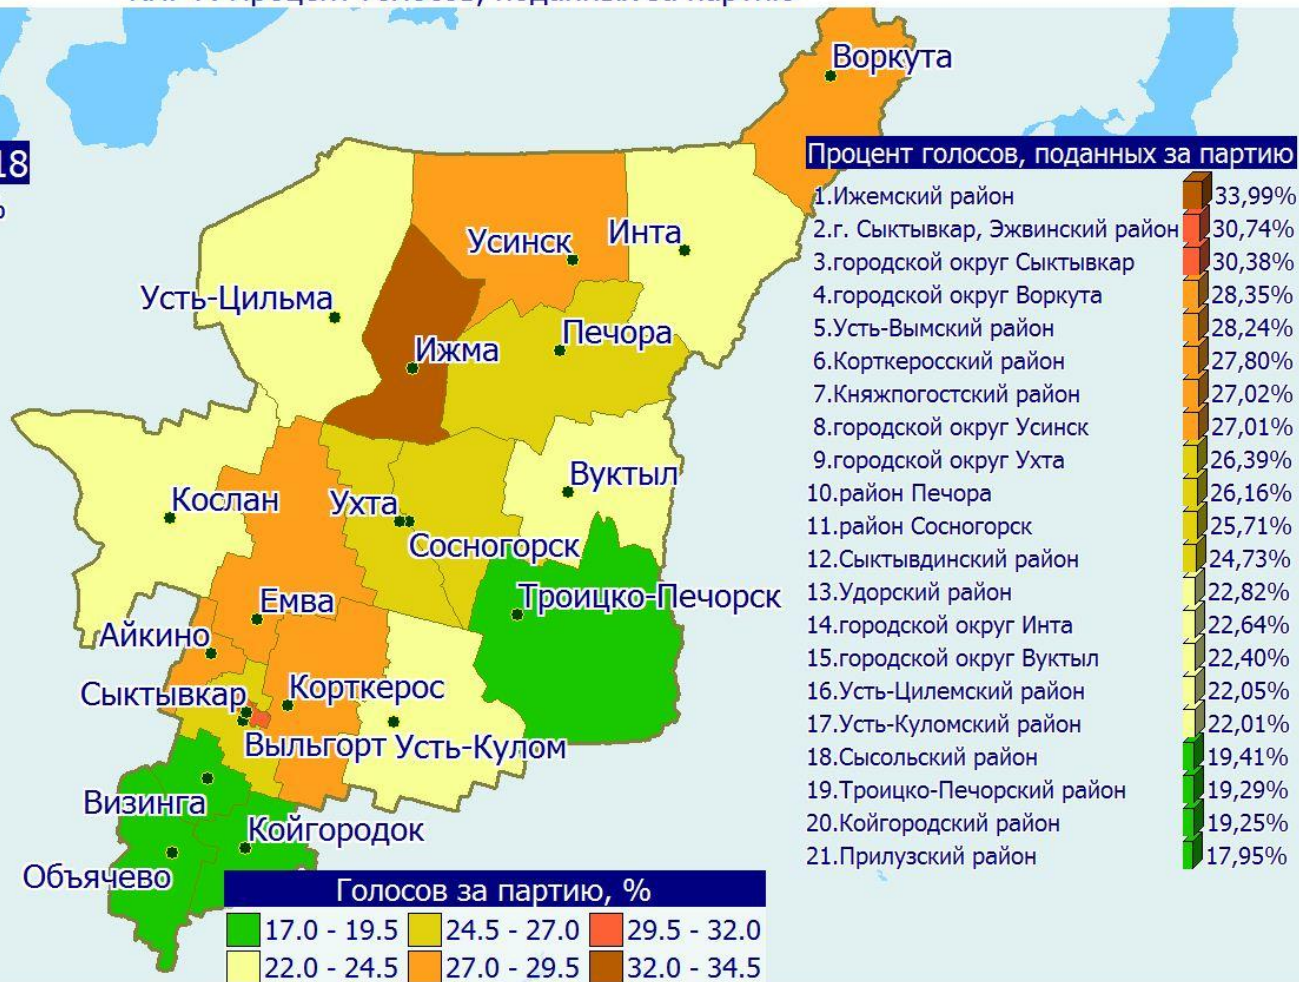 Воркута
18
Процент голосов, поданных за партию
1.Ижемский район 33,99%
2.г. Сыктывкар, Эжвинский район 30,74%
3.городской округ Сыктывкар 30,38%
4.городской округ Воркута 28,35%
5.Усть-Вымский район 28,24%
6.Корткеросский район 27,80%
7.Княжпогостский район 27,02%
8.городской округ Усинск 27,01%
9.городской округ Ухта 26,39%
10.район Печора 26,16%
11.район Сосногорск 25,71%
12.Сыктывдинский район 24,73%
13.Удорский район 22,82%
14.городской округ Инта 22,64%
15.городской округ Вуктыл 22,40%
16.Усть-Цилемский район 22,05%
17.Усть-Куломский район 22,01%
18.Сысольский район 19,41%
19.Троицко-Печорский район 19,29%
20.Койгородский район 19,25%
21.Прилузский район 17,95%
Усинск
Инта
Усть-Цильма
Печора
Ижма
Вуктыл
Кослан
Ухта
Сосногорск
Троицко-Печорск
Емва
Айкино
Сыктывкар
Корткерос
Выльгорт
Усть-Кулом
Визинга
Койгородок
Объячево
Голосов за партию, %
17.0 - 19.5 24.5 - 27.0 29.5 - 32.0
22.0 - 24.5 27.0 - 29.5 32.0 - 34.5